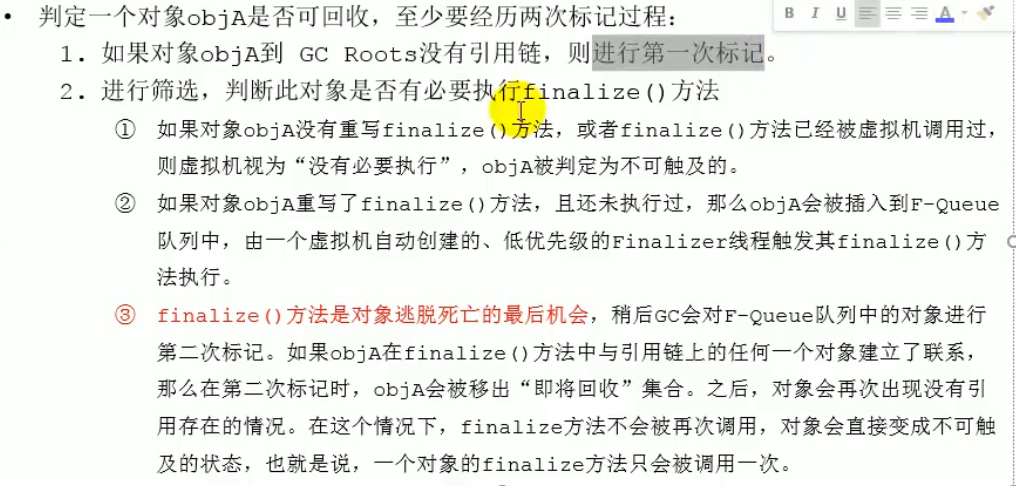 • 判定一个对象objA是否可回收，至少要经历两次标记过程：
B I U A
1. 如果对象objA到 GC Roots没有引用链，则进行第一次标记。
2. 进行筛选，判断此对象是否有必要执行finalize()方法
① 如果对象objA没有重写finalize()方法，或者finalize()方法已经被虚拟机调用过，
则虚拟机视为“没有必要执行”，objA被判定为不可触及的。
② 如果对象objA重写了finalize()方法，且还未执行过，那么objA会被插入到F-Queue
队列中，由一个虚拟机自动创建的、低优先级的Finalizer线程触发其finalize()方
法执行。
③ finalize()方法是对象逃脱死亡的最后机会，稍后GC会对F-Queue队列中的对象进行
第二次标记。如果objA在finalize()方法中与引用链上的任何一个对象建立了联系，
那么在第二次标记时，objA会被移出“即将回收”集合。之后，对象会再次出现没有引
用存在的情况。在这个情况下，finalize方法不会被再次调用，对象会直接变成不可触
及的状态，也就是说，一个对象的finalize方法只会被调用一次。